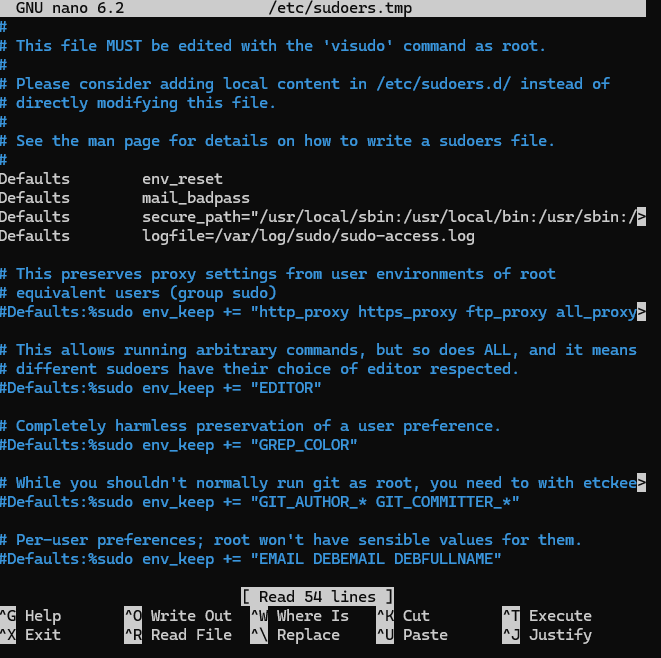 GNU nano 6.2 /etc/sudoers.tmp
#
# This file MUST be edited with the 'visudo' command as root.
#
# Please consider adding local content in /etc/sudoers.d/ instead of
# directly modifying this file.
#
# See the man page for details on how to write a sudoers file.
#
Defaults env_reset
Defaults mail_badpass
Defaults secure_path="/usr/local/sbin:/usr/local/bin:/usr/sbin:/>
Defaults logfile=/var/log/sudo/sudo-access.log
# This preserves proxy settings from user environments of root
# equivalent users (group sudo)
#Defaults:%sudo env_keep += "http_proxy https_proxy ftp_proxy all_proxy>
# This allows running arbitrary commands, but so does ALL, and it means
# different sudoers have their choice of editor respected.
#Defaults:%sudo env_keep += "EDITOR"
# Completely harmless preservation of a user preference.
#Defaults:%sudo env_keep += "GREP_COLOR"
# While you shouldn't normally run git as root, you need to with etckee>
#Defaults:%sudo env_keep += "GIT_AUTHOR_* GIT_COMMITTER_*"
# Per-user preferences; root won't have sensible values for them.
#Defaults:%sudo env_keep += "EMAIL DEBEMAIL DEBFULLNAME"
[ Read 54 lines ]
^G Help ^O Write Out ^W Where Is ^K Cut ^T Execute
^X Exit ^R Read File ^\ Replace ^U Paste ^J Justify